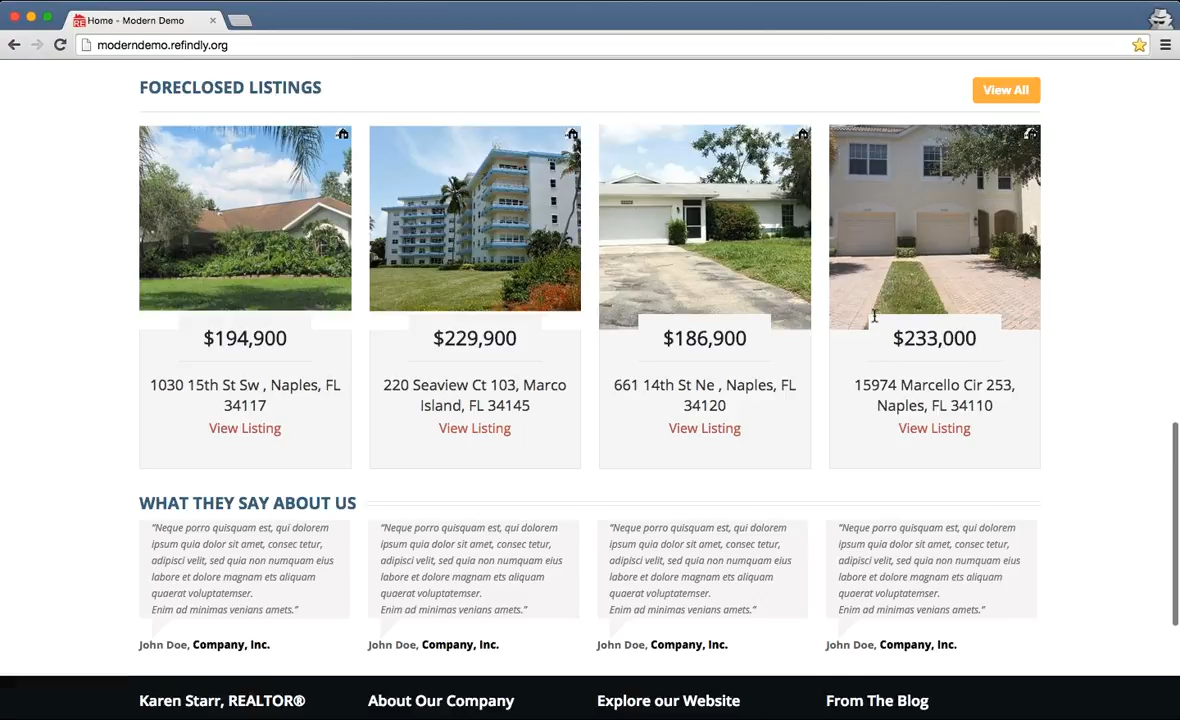 Home - Modern Demo
moderndemo.refindly.org
FORECLOSED LISTINGS
View All
$194,900
1030 15th St Sw , Naples, FL
34117
View Listing
$229,900
220 Seaview Ct 103, Marco
Island, FL 34145
View Listing
$186,900
661 14th St Ne , Naples, FL
34120
View Listing
$233,000
15974 Marcello Cir 253,
Naples, FL 34110
View Listing
WHAT THEY SAY ABOUT US
"Neque porro quisquam est, qui dolorem
ipsum quia dolor sit amet, consec tetur,
adipisci velit, sed quia non numquam eius
labore et dolore magnam ets aliquam
quaerat voluptatemser.
Enim ad minimas venians amets."
John Doe, Company, Inc.
"Neque porro quisquam est, qui dolorem
ipsum quia dolor sit amet, consec tetur,
adipisci velit, sed quia non numquam eius
labore et dolore magnam ets aliquam
quaerat voluptatemser.
Enim ad minimas venians amets."
John Doe, Company, Inc.
"Neque porro quisquam est, qui dolorem
ipsum quia dolor sit amet, consec tetur,
adipisci velit, sed quia non numquam eius
labore et dolore magnam ets aliquam
quaerat voluptatemser.
Enim ad minimas venians amets."
John Doe, Company, Inc.
"Neque porro quisquam est, qui dolorem
ipsum quia dolor sit amet, consec tetur,
adipisci velit, sed quia non numquam eius
labore et dolore magnam ets aliquam
quaerat voluptatemser.
Enim ad minimas venians amets."
John Doe, Company, Inc.
Karen Starr, REALTOR®
About Our Company
Explore our Website
From The Blog